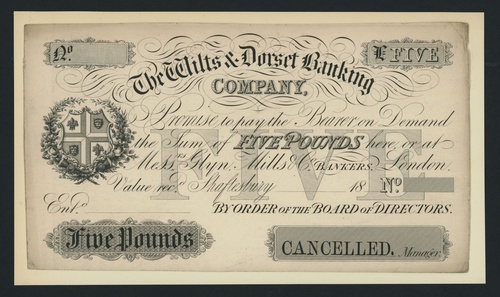 No. £ FIVE
The Wilts & Dorset Banking
COMPANY,
Promise to pay the Bearer on Demand
the Sum of FIVE POUNDS here, or at
Messrs. Glyn, Mills & Co. BANKERS, London.
FIVE
Value recd. Shaftesbury 18 No.
Entd. BY ORDER OF THE BOARD OF DIRECTORS.
Five Pounds CANCELLED. Manager.